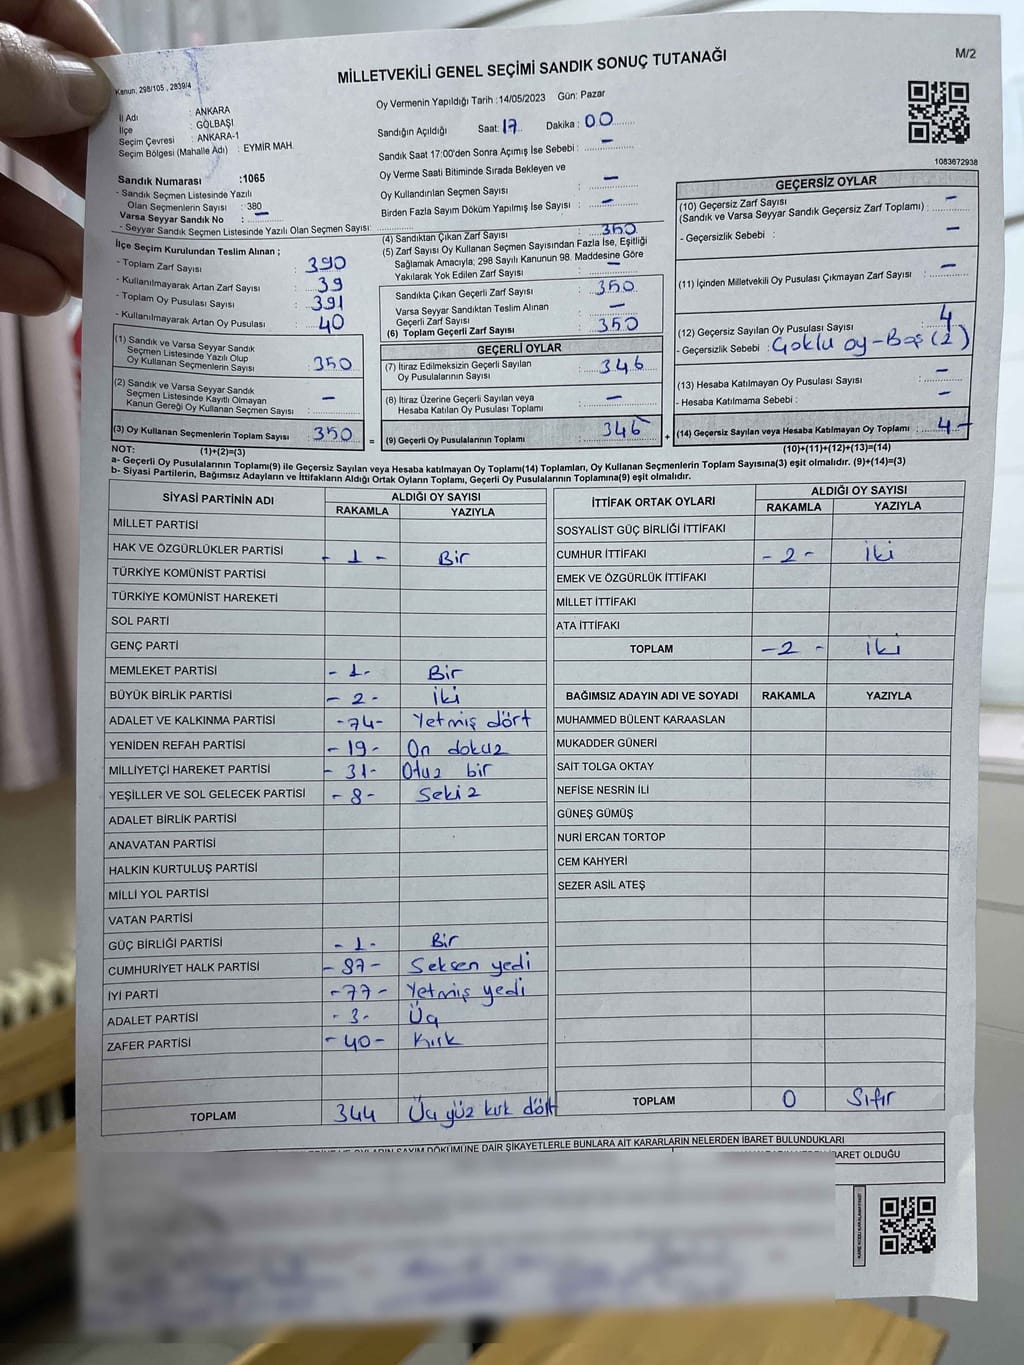 MİLLETVEKİLİ GENEL SEÇİMİ SANDIK SONUÇ TUTANAĞI
M/2
Kanun, 298/105 , 2839/4
İl Adı : ANKARA
İlçe : GÖLBAŞI
Seçim Çevresi : ANKARA-1
Seçim Bölgesi (Mahalle Adı) : EYMİR MAH.
Sandık Numarası :1065
- Sandık Seçmen Listesinde Yazılı
Olan Seçmenlerin Sayısı : 380
Varsa Seyyar Sandık No : –
- Seyyar Sandık Seçmen Listesinde Yazılı Olan Seçmen Sayısı:
Oy Vermenin Yapıldığı Tarih :14/05/2023 Gün: Pazar
Sandığın Açıldığı Saat: 17 Dakika : 00
Sandık Saat 17:00'den Sonra Açımış İse Sebebi : –
Oy Verme Saati Bitiminde Sırada Bekleyen ve
Oy Kullandırılan Seçmen Sayısı : –
Birden Fazla Sayım Döküm Yapılmış İse Sayısı : –
1083672938
İlçe Seçim Kurulundan Teslim Alınan ;
- Toplam Zarf Sayısı : 390
- Kullanılmayarak Artan Zarf Sayısı : 39
- Toplam Oy Pusulası Sayısı : 391
- Kullanılmayarak Artan Oy Pusulası : 40
(1) Sandık ve Varsa Seyyar Sandık
Seçmen Listesinde Yazılı Olup
Oy Kullanan Seçmenlerin Sayısı : 350
(2) Sandık ve Varsa Seyyar Sandık
Seçmen Listesinde Kayıtlı Olmayan
Kanun Gereği Oy Kullanan Seçmen Sayısı : –
(3) Oy Kullanan Seçmenlerin Toplam Sayısı : 350
(1)+(2)=(3)
(4) Sandıktan Çıkan Zarf Sayısı : 350
(5) Zarf Sayısı Oy Kullanan Seçmen Sayısından Fazla İse, Eşitliği
Sağlamak Amacıyla; 298 Sayılı Kanunun 98. Maddesine Göre
Yakılarak Yok Edilen Zarf Sayısı : –
Sandıkta Çıkan Geçerli Zarf Sayısı : 350
Varsa Seyyar Sandıktan Teslim Alınan
Geçerli Zarf Sayısı : –
(6) Toplam Geçerli Zarf Sayısı : 350
GEÇERLİ OYLAR
(7) İtiraz Edilmeksizin Geçerli Sayılan
Oy Pusulalarının Sayısı : 346
(8) İtiraz Üzerine Geçerli Sayılan veya
Hesaba Katılan Oy Pusulası Toplamı : –
= (9) Geçerli Oy Pusulalarının Toplamı : 346 +
GEÇERSİZ OYLAR
(10) Geçersiz Zarf Sayısı : –
(Sandık ve Varsa Seyyar Sandık Geçersiz Zarf Toplamı)
- Geçersizlik Sebebi : –
(11) İçinden Milletvekili Oy Pusulası Çıkmayan Zarf Sayısı : –
(12) Geçersiz Sayılan Oy Pusulası Sayısı : 4
- Geçersizlik Sebebi : Çoklu oy-Boş (2)
(13) Hesaba Katılmayan Oy Pusulası Sayısı : –
- Hesaba Katılmama Sebebi : –
(14) Geçersiz Sayılan veya Hesaba Katılmayan Oy Toplamı : 4-
(10)+(11)+(12)+(13)=(14)
NOT:
a- Geçerli Oy Pusulalarının Toplamı(9) ile Geçersiz Sayılan veya Hesaba katılmayan Oy Toplamı(14) Toplamları, Oy Kullanan Seçmenlerin Toplam Sayısına(3) eşit olmalıdır. (9)+(14)=(3)
b- Siyasi Partilerin, Bağımsız Adayların ve İttifakların Aldığı Ortak Oyların Toplamı, Geçerli Oy Pusulalarının Toplamına(9) eşit olmalıdır.
SİYASİ PARTİNİN ADI ALDIĞI OY SAYISI
RAKAMLA YAZIYLA
MİLLET PARTİSİ
HAK VE ÖZGÜRLÜKLER PARTİSİ - 1 - Bir
TÜRKİYE KOMÜNİST PARTİSİ
TÜRKİYE KOMÜNİST HAREKETİ
SOL PARTİ
GENÇ PARTİ
MEMLEKET PARTİSİ - 1 - Bir
BÜYÜK BİRLİK PARTİSİ - 2 - İki
ADALET VE KALKINMA PARTİSİ -74- Yetmiş dört
YENİDEN REFAH PARTİSİ - 19 - On dokuz
MİLLİYETÇİ HAREKET PARTİSİ - 31- Otuz bir
YEŞİLLER VE SOL GELECEK PARTİSİ - 8 - Sekiz
ADALET BİRLİK PARTİSİ
ANAVATAN PARTİSİ
HALKIN KURTULUŞ PARTİSİ
MİLLİ YOL PARTİSİ
VATAN PARTİSİ
GÜÇ BİRLİĞİ PARTİSİ - 1 - Bir
CUMHURİYET HALK PARTİSİ - 87 - Seksen yedi
İYİ PARTİ -77 - Yetmiş yedi
ADALET PARTİSİ - 3 - Üç
ZAFER PARTİSİ - 40 - Kırk
TOPLAM 344 Üç yüz kırk dört
İTTİFAK ORTAK OYLARI ALDIĞI OY SAYISI
RAKAMLA YAZIYLA
SOSYALİST GÜÇ BİRLİĞİ İTTİFAKI
CUMHUR İTTİFAKI - 2 - İki
EMEK VE ÖZGÜRLÜK İTTİFAKI
MİLLET İTTİFAKI
ATA İTTİFAKI
TOPLAM - 2 - İki
BAĞIMSIZ ADAYIN ADI VE SOYADI RAKAMLA YAZIYLA
MUHAMMED BÜLENT KARAASLAN
MUKADDER GÜNERİ
SAİT TOLGA OKTAY
NEFİSE NESRİN İLİ
GÜNEŞ GÜMÜŞ
NURİ ERCAN TORTOP
CEM KAHYERİ
SEZER ASİL ATEŞ
TOPLAM 0 Sıfır
SAYIM DÖKÜMÜNE DAİR ŞİKAYETLERLE BUNLARA AİT KARARLARIN NELERDEN İBARET BULUNDUKLARI
İBARET OLDUĞU